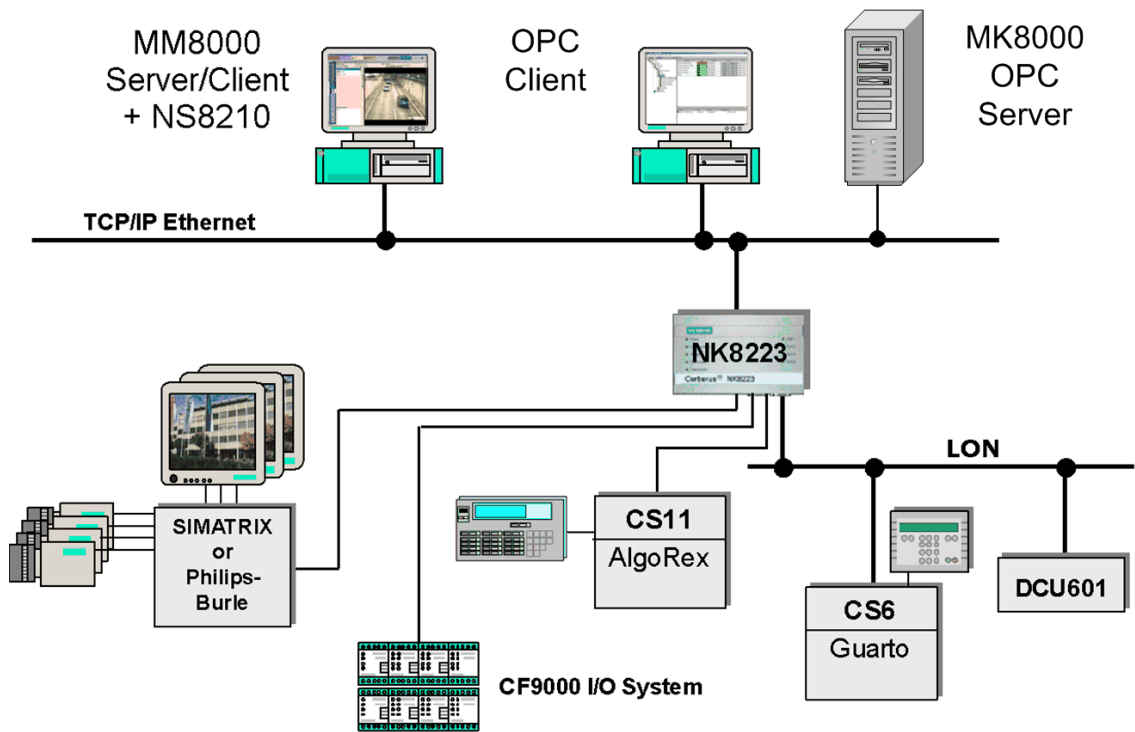 MM8000
Server/Client
+ NS8210
OPC
Client
MK8000
OPC
Server
TCP/IP Ethernet
NK8223
Cerberus NK8223
LON
SIMATRIX
or
Philips-
Burle
CS11
AlgoRex
CS6
Guarto
DCU601
CF9000 I/O System